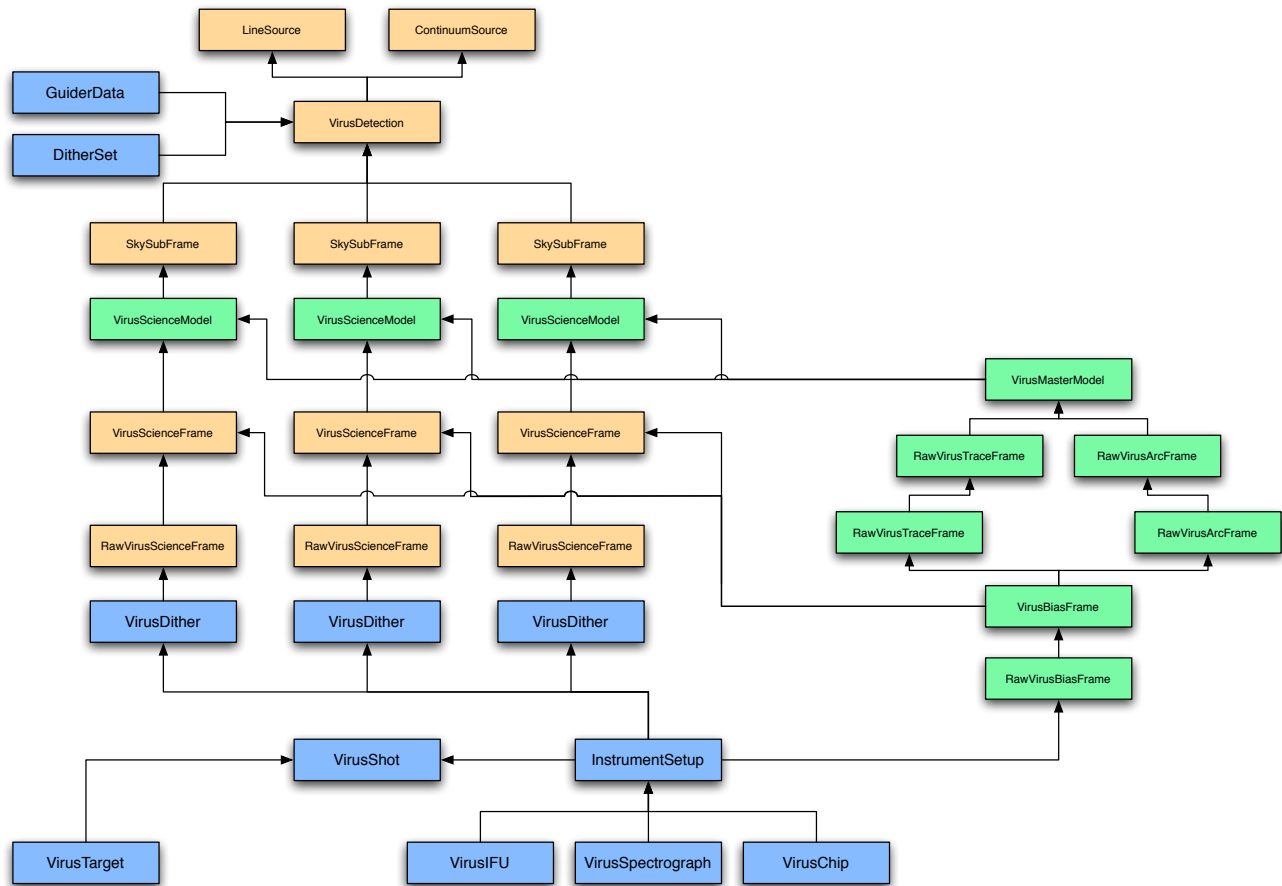 LineSource
ContinuumSource
GuiderData
VirusDetection
DitherSet
SkySubFrame
SkySubFrame
SkySubFrame
VirusScienceModel
VirusScienceModel
VirusScienceModel
VirusMasterModel
VirusScienceFrame
VirusScienceFrame
VirusScienceFrame
RawVirusTraceFrame
RawVirusArcFrame
RawVirusScienceFrame
RawVirusScienceFrame
RawVirusScienceFrame
RawVirusTraceFrame
RawVirusArcFrame
VirusDither
VirusDither
VirusDither
VirusBiasFrame
RawVirusBiasFrame
VirusShot
InstrumentSetup
VirusTarget
VirusIFU
VirusSpectrograph
VirusChip